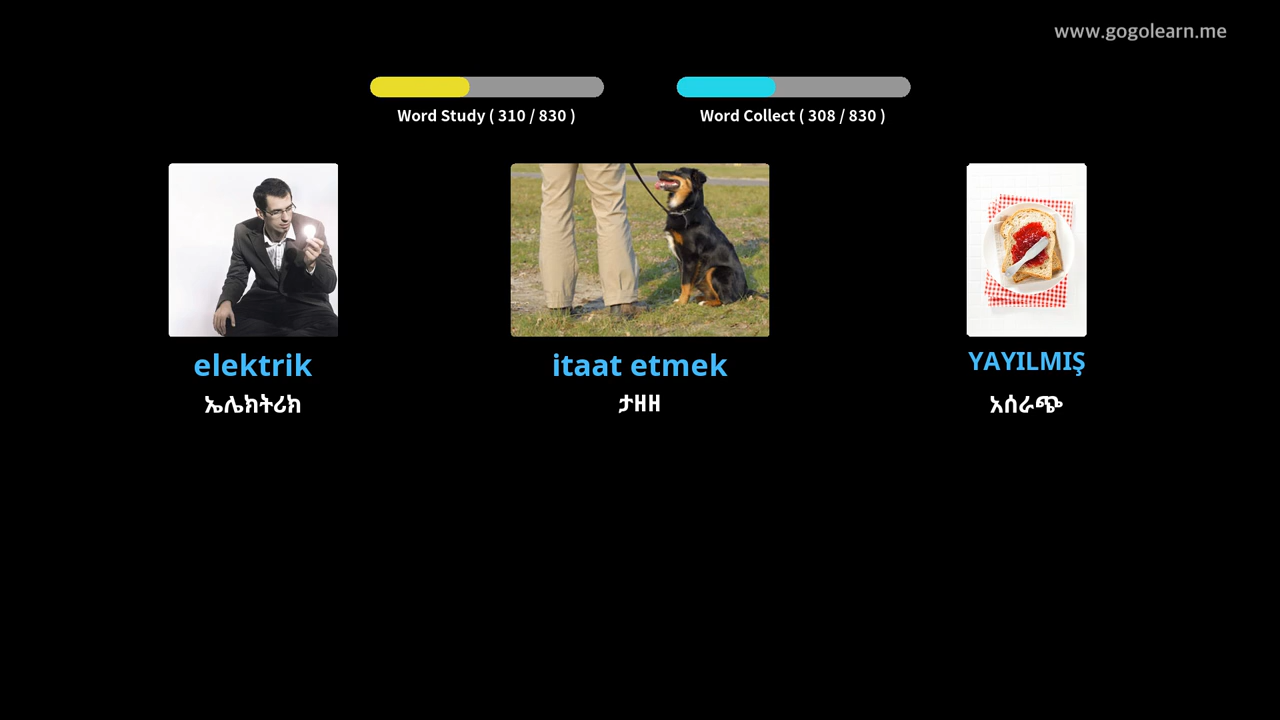 www.gogolearn.me
Word Study ( 310 / 830 )
Word Collect ( 308 / 830 )
elektrik
itaat etmek
YAYILMIŞ
ኤሌክትሪክ
ታዘዘ
አሰራጭ